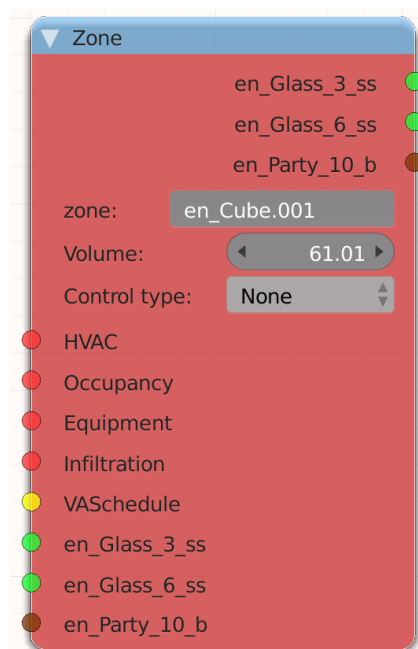 Zone
en_Glass_3_ss
en_Glass_6_ss
en_Party_10_b
zone: en_Cube.001
Volume: 61.01
Control type: None
HVAC
Occupancy
Equipment
Infiltration
VASchedule
en_Glass_3_ss
en_Glass_6_ss
en_Party_10_b